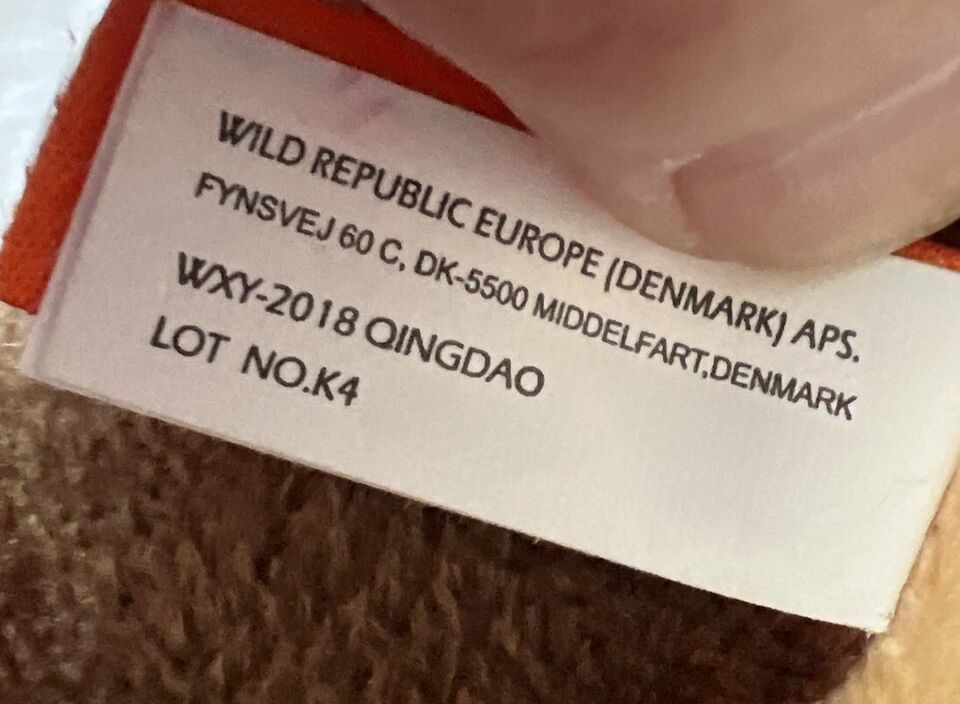 WILD REPUBLIC EUROPE (DENMARK) APS.
FYNSVEJ 60 C, DK-5500 MIDDELFART,DENMARK
WXY-2018 QINGDAO
LOT NO.K4